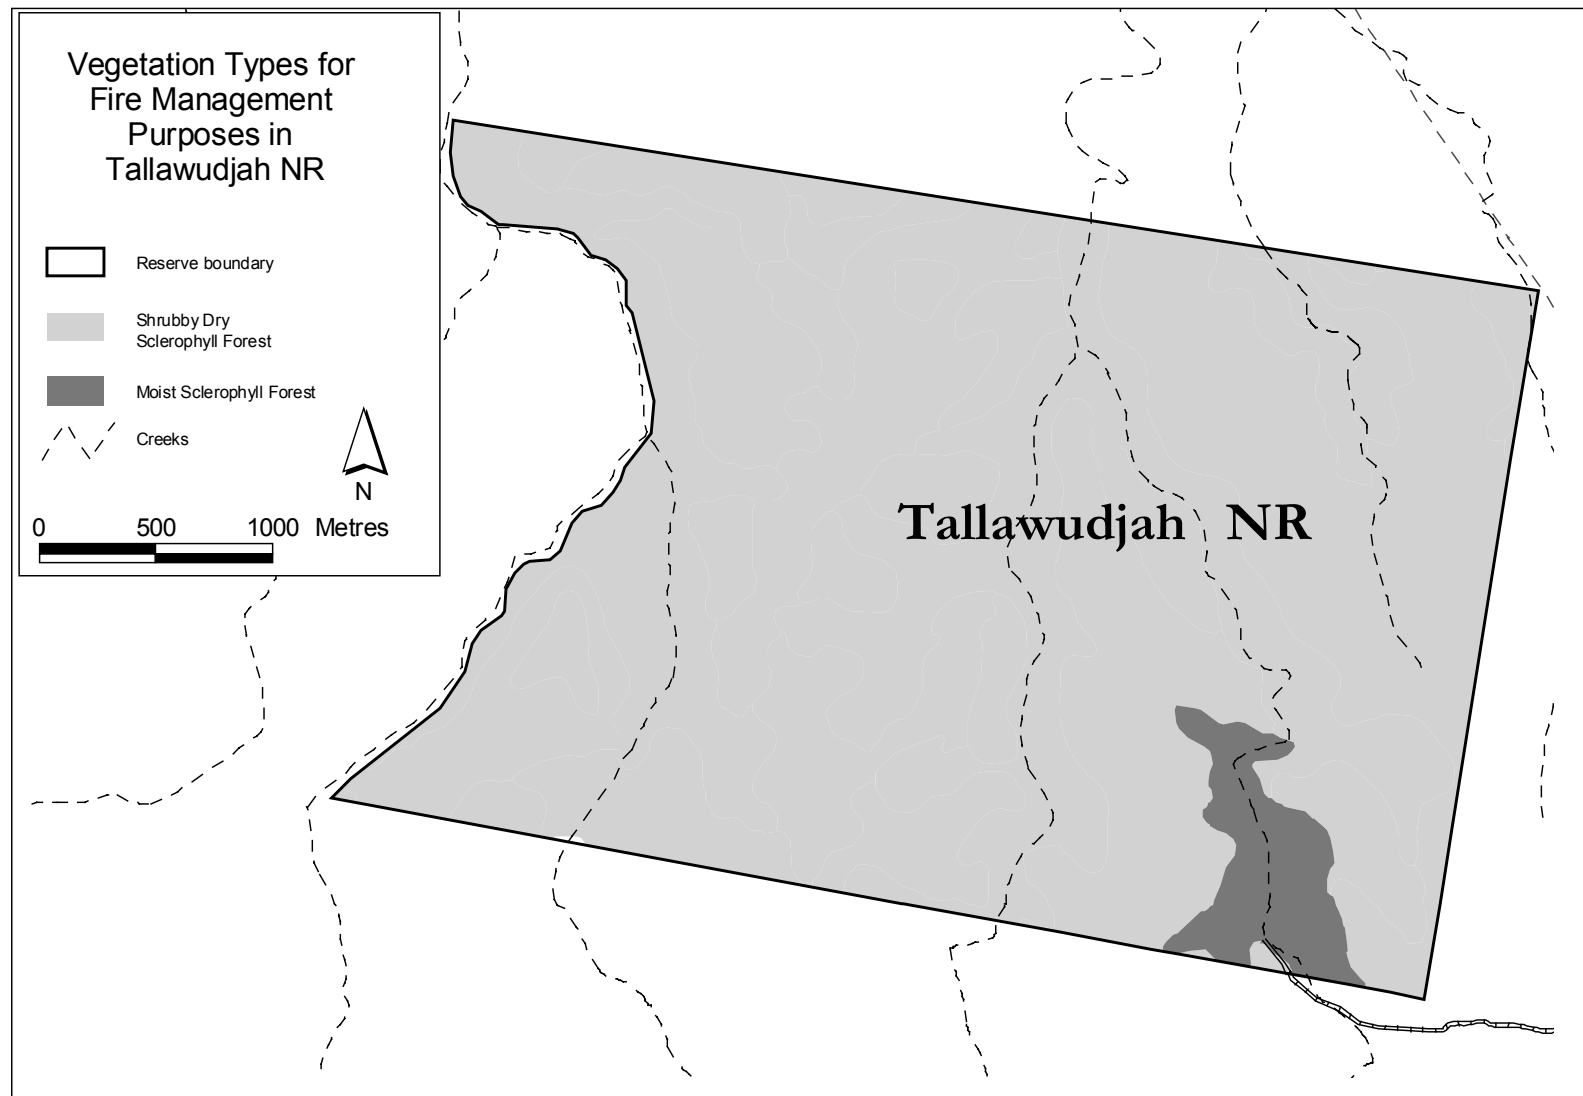 Vegetation Types for
Fire Management
Purposes in
Tallawudjah NR
Reserve boundary
Shrubby Dry
Sclerophyll Forest
Moist Sclerophyll Forest
Creeks
N
0 500 1000 Metres
Tallawudjah NR